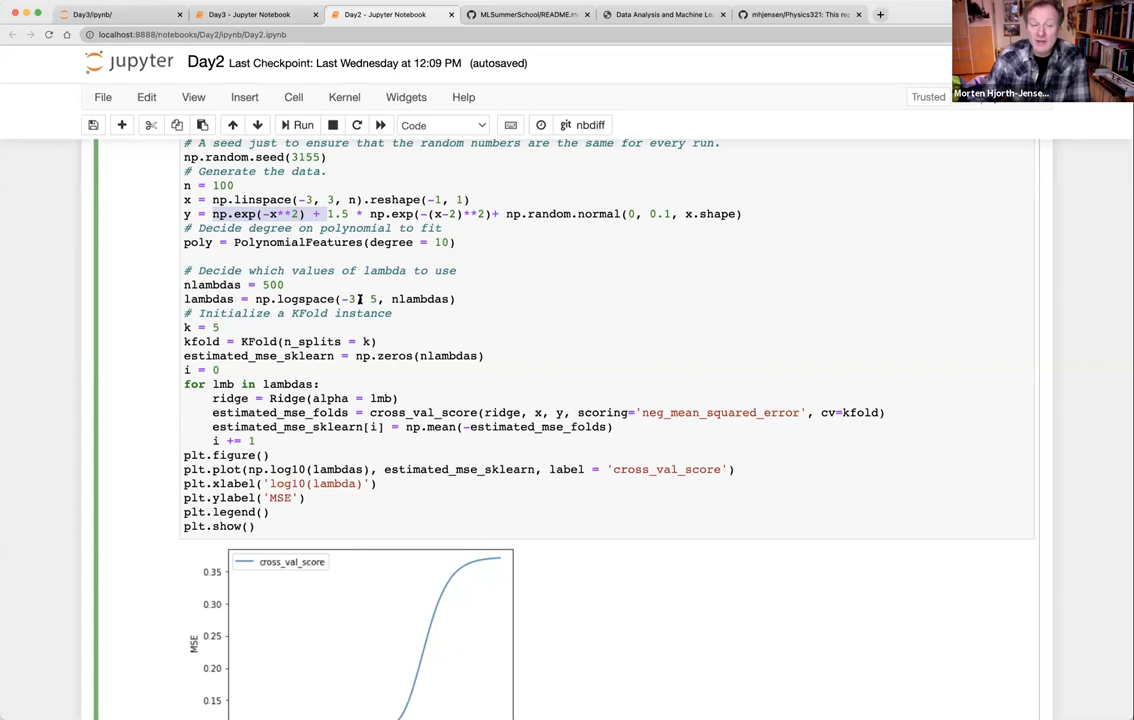 Day3/ipynb/
Day3 - Jupyter Notebook
Day2 - Jupyter Notebook
MLSummerSchool/README.m
Data Analysis and Machine Le
mhjensen/Physics321: This re
localhost:8888/notebooks/Day2/ipynb/Day2.ipynb
Morten Hjorth-Jense...
jupyter Day2 Last Checkpoint: Last Wednesday at 12:09 PM (autosaved)
File Edit View Insert Cell Kernel Widgets Help Trusted
Run Code git nbdiff
# A seed just to ensure that the random numbers are the same for every run.
np.random.seed(3155)
# Generate the data.
n = 100
x = np.linspace(-3, 3, n).reshape(-1, 1)
y = np.exp(-x**2) + 1.5 * np.exp(-(x-2)**2)+ np.random.normal(0, 0.1, x.shape)
# Decide degree on polynomial to fit
poly = PolynomialFeatures(degree = 10)
# Decide which values of lambda to use
nlambdas = 500
lambdas = np.logspace(-3, 5, nlambdas)
# Initialize a KFold instance
k = 5
kfold = KFold(n_splits = k)
estimated_mse_sklearn = np.zeros(nlambdas)
i = 0
for lmb in lambdas:
ridge = Ridge(alpha = lmb)
estimated_mse_folds = cross_val_score(ridge, x, y, scoring='neg_mean_squared_error', cv=kfold)
estimated_mse_sklearn[i] = np.mean(-estimated_mse_folds)
i += 1
plt.figure()
plt.plot(np.log10(lambdas), estimated_mse_sklearn, label = 'cross_val_score')
plt.xlabel('log10(lambda)')
plt.ylabel('MSE')
plt.legend()
plt.show()
cross_val_score
0.35
0.30
0.25
MSE
0.20
0.15